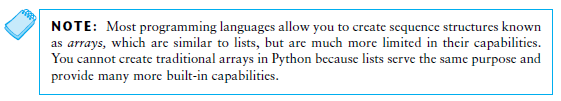 NOTE: Most programming languages allow you to create sequence structures known
as arrays, which are similar to lists, but are much more limited in their capabilities.
You cannot create traditional arrays in Python because lists serve the same purpose and
provide many more built-in capabilities.